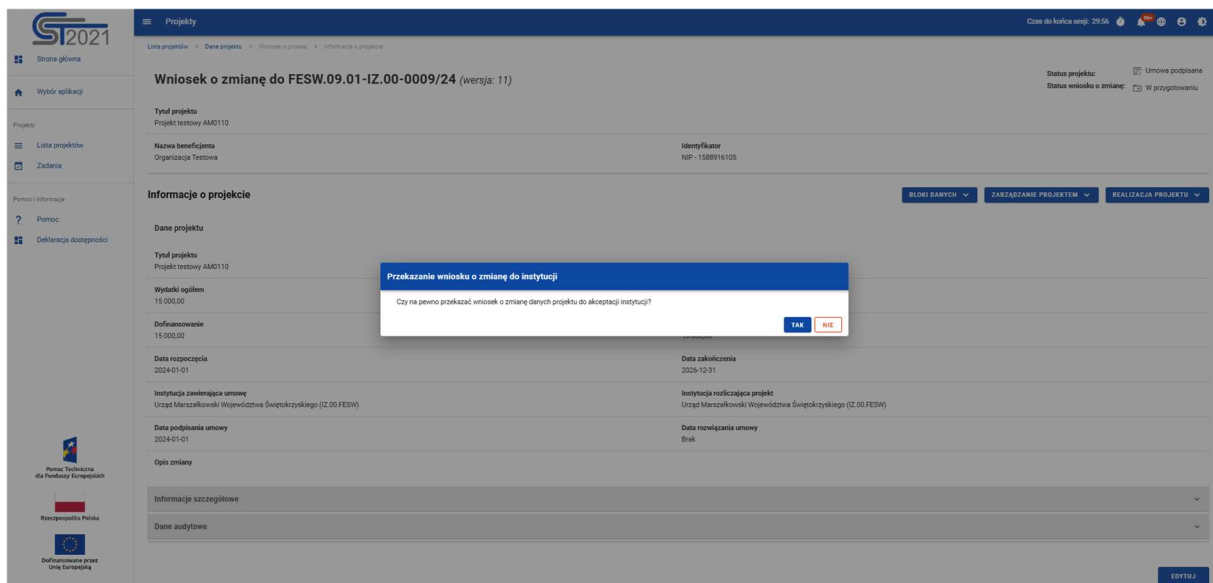 CST2021
Projekty
Czas do końca sesji: 29:56
99+
Strona główna
Wybór aplikacji
Projekty
Lista projektów
Zadania
Pomoc i informacje
Pomoc
Deklaracja dostępności
Pomoc Techniczna
dla Funduszy Europejskich
Rzeczpospolita Polska
Dofinansowane przez
Unię Europejską
Lista projektów
Dane projektu
Wniosek o zmianę
Informacje o projekcie
Wniosek o zmianę do FESW.09.01-IZ.00-0009/24 (wersja: 11)
Status projektu: Umowa podpisana
Status wniosku o zmianę: W przygotowaniu
Tytuł projektu
Projekt testowy AM0110
Nazwa beneficjenta
Organizacja Testowa
Identyfikator
NIP - 1588916105
Informacje o projekcie
BLOKI DANYCH
ZARZĄDZANIE PROJEKTEM
REALIZACJA PROJEKTU
Dane projektu
Tytuł projektu
Projekt testowy AM0110
Wydatki ogółem
15 000,00
Przekazanie wniosku o zmianę do instytucji
Czy na pewno przekazać wniosek o zmianę danych projektu do akceptacji instytucji?
TAK
NIE
Dofinansowanie
15 000,00
Data rozpoczęcia
2024-01-01
Data zakończenia
2026-12-31
Instytucja zawierająca umowę
Urząd Marszałkowski Województwa Świętokrzyskiego (IZ.00.FESW)
Instytucja rozliczająca projekt
Urząd Marszałkowski Województwa Świętokrzyskiego (IZ.00.FESW)
Data podpisania umowy
2024-01-01
Data rozwiązania umowy
Brak
Opis zmiany
Informacje szczegółowe
Dane audytowe
EDYTUJ